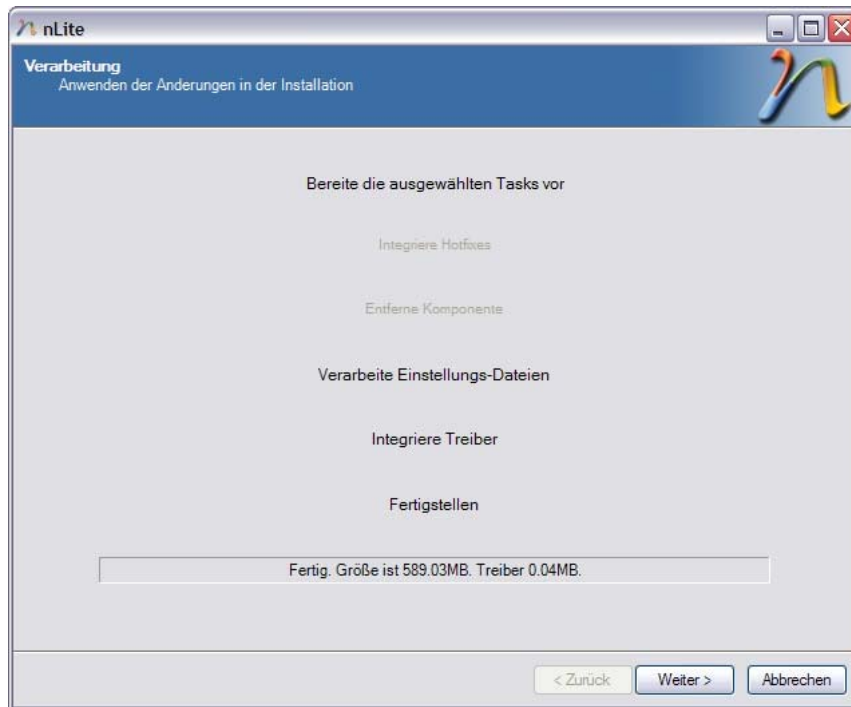 nLite
Verarbeitung
Anwenden der Anderungen in der Installation
Bereite die ausgewählten Tasks vor
Integriere Hotfixes
Entferne Komponente
Verarbeite Einstellungs-Dateien
Integriere Treiber
Fertigstellen
Fertig. Größe ist 589.03MB. Treiber 0.04MB.
< Zurück Weiter > Abbrechen